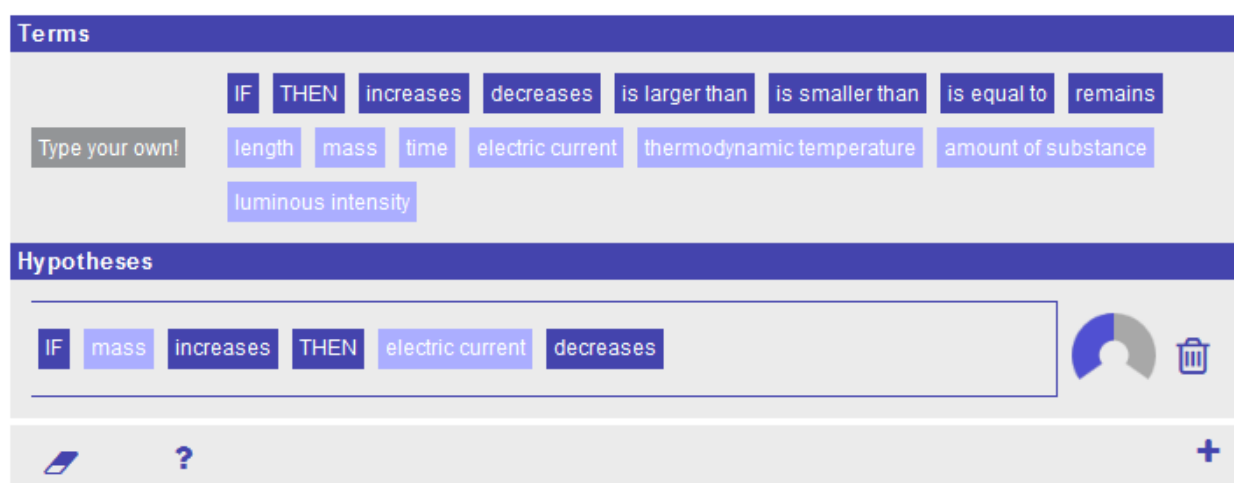 Terms
IF THEN increases decreases is larger than is smaller than is equal to remains
Type your own! length mass time electric current thermodynamic temperature amount of substance
luminous intensity
Hypotheses
IF mass increases THEN electric current decreases
?